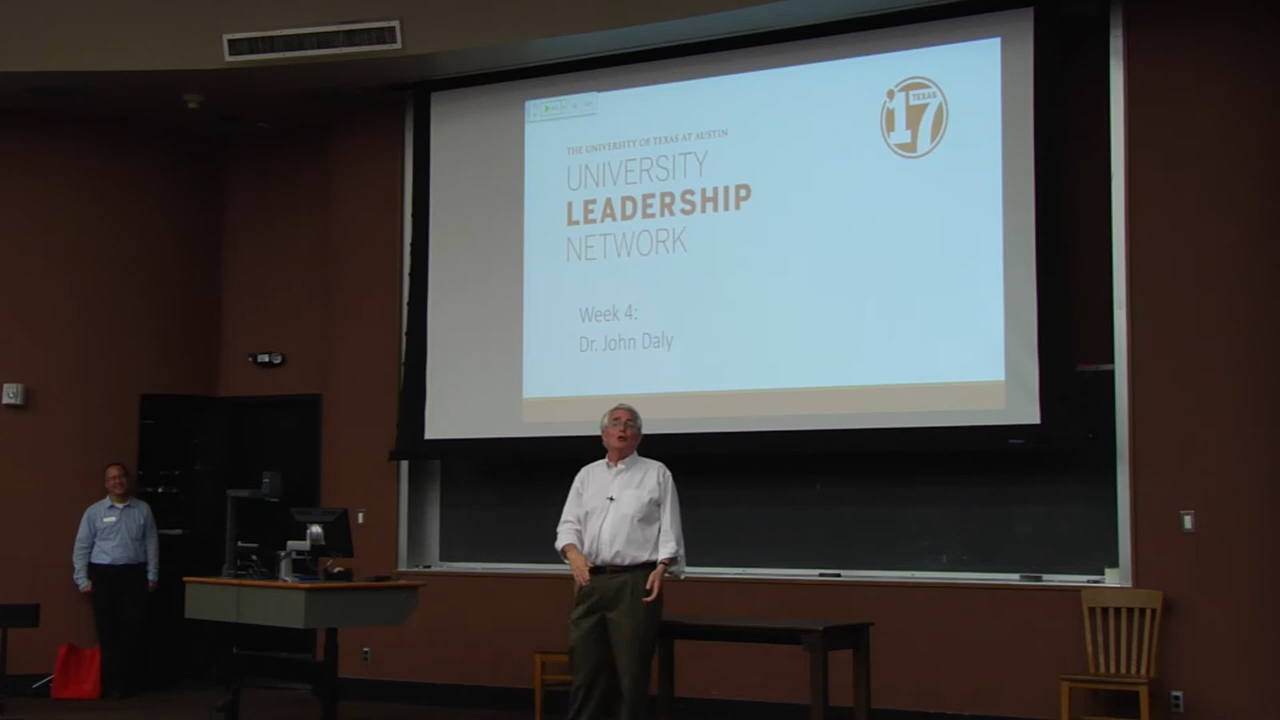 THE UNIVERSITY OF TEXAS AT AUSTIN
UNIVERSITY
LEADERSHIP
NETWORK
TEXAS
'17
Week 4:
Dr. John Daly